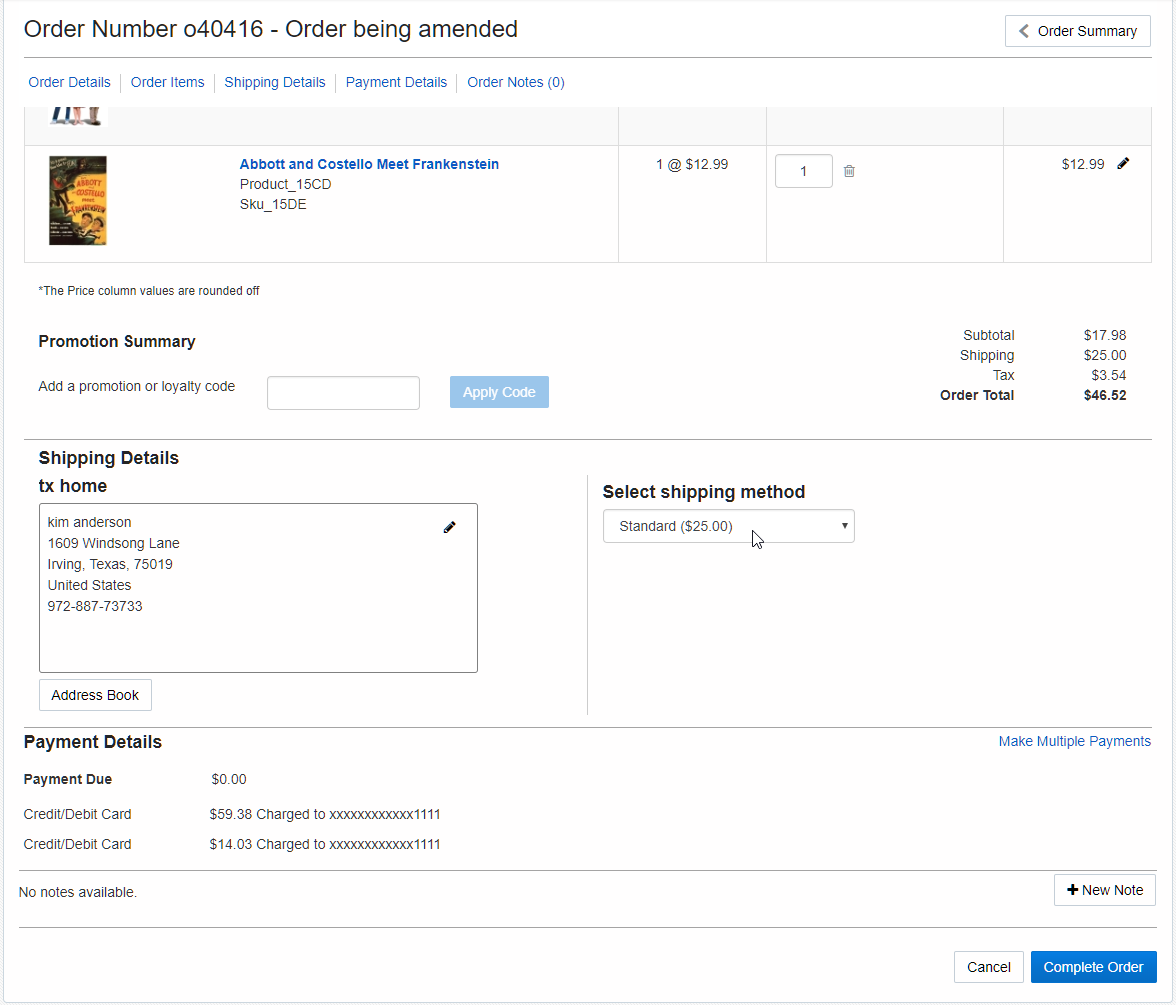 Order Number o40416 - Order being amended
Order Summary
Order Details
Order Items
Shipping Details
Payment Details
Order Notes (0)
ABBOTT
COSTELLO
meet
FRANKENSTEIN
Abbott and Costello Meet Frankenstein
Product_15CD
Sku_15DE
1 @ $12.99
1
$12.99
*The Price column values are rounded off
Promotion Summary
Add a promotion or loyalty code
Apply Code
Subtotal $17.98
Shipping $25.00
Tax $3.54
Order Total $46.52
Shipping Details
tx home
kim anderson
1609 Windsong Lane
Irving, Texas, 75019
United States
972-887-73733
Address Book
Select shipping method
Standard ($25.00)
Payment Details
Make Multiple Payments
Payment Due $0.00
Credit/Debit Card $59.38 Charged to xxxxxxxxxxxx1111
Credit/Debit Card $14.03 Charged to xxxxxxxxxxxx1111
No notes available.
New Note
Cancel
Complete Order